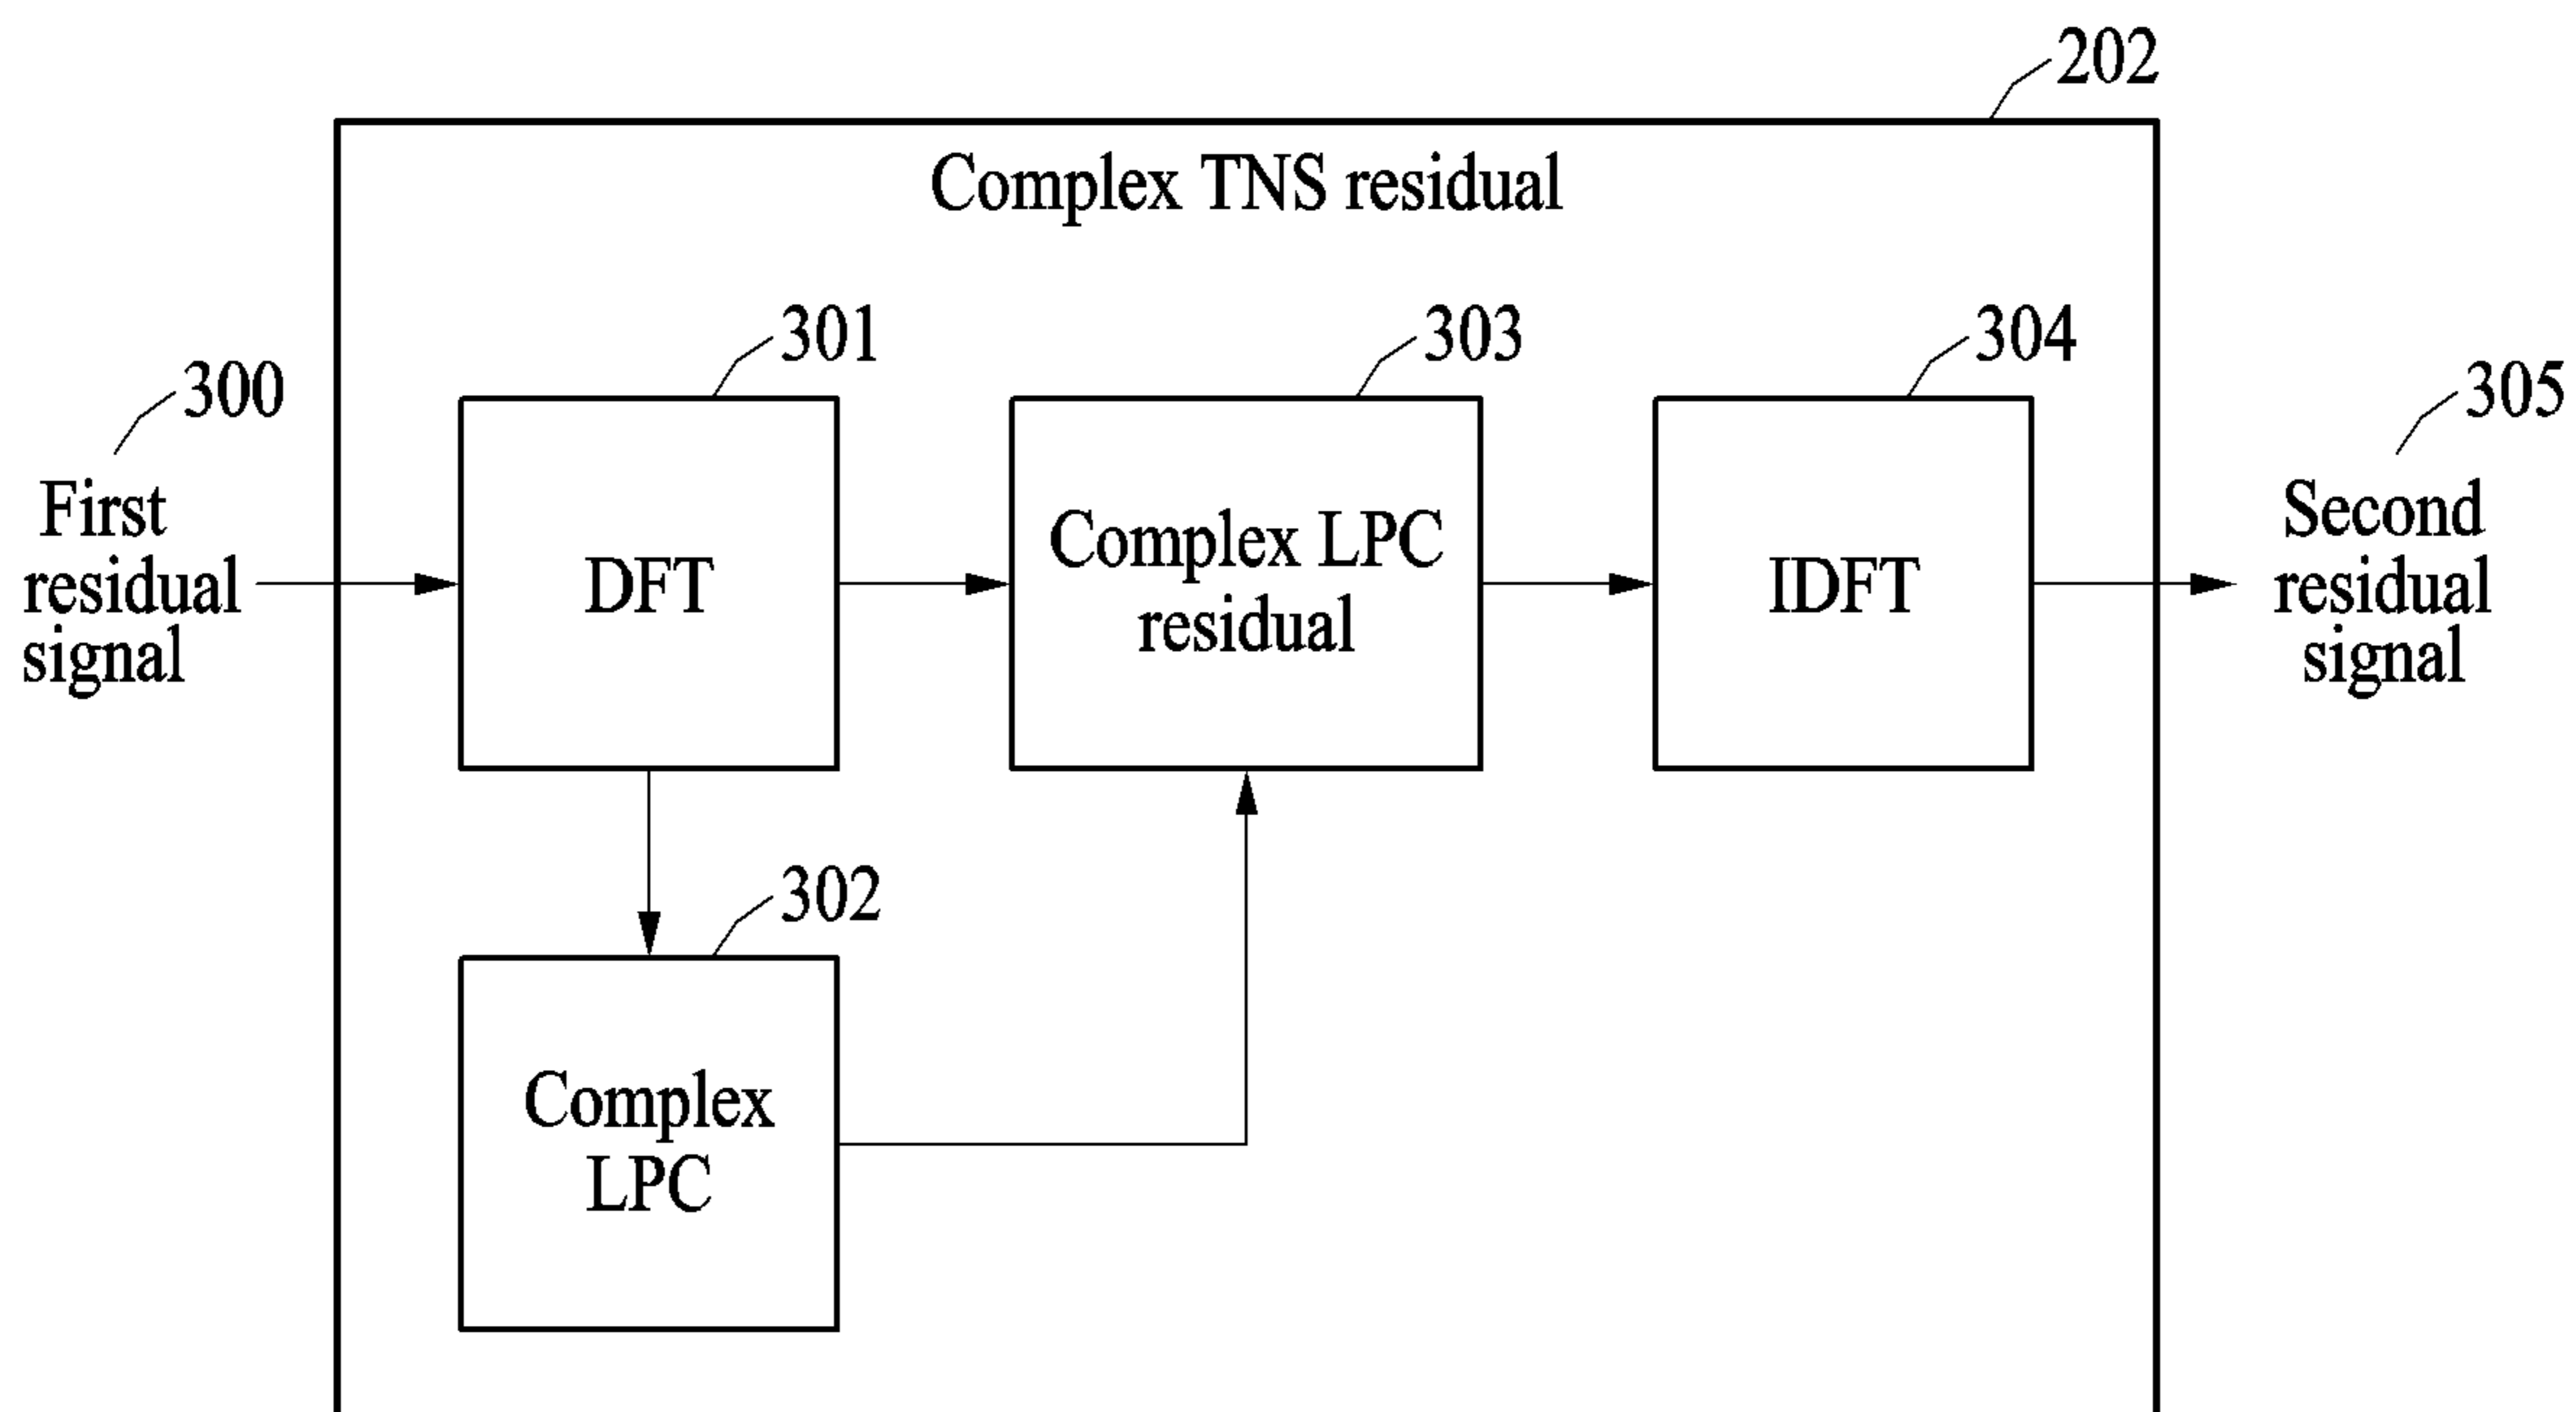 202
Complex TNS residual
301
303
304
300
305
First
residual
signal
DFT
Complex LPC
residual
IDFT
Second
residual
signal
302
Complex
LPC